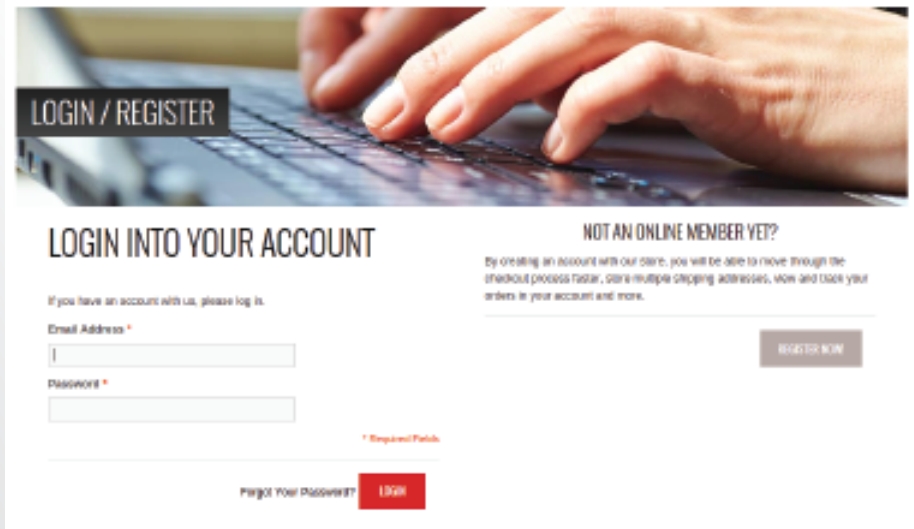 LOGIN / REGISTER
LOGIN INTO YOUR ACCOUNT
If you have an account with us, please log in.
Email Address *
Password *
* Required Fields
Forgot Your Password?
LOGIN
NOT AN ONLINE MEMBER YET?
By creating an account with our store, you will be able to move through the
checkout process faster, store multiple shipping addresses, view and track your
orders in your account and more.
REGISTER NOW!